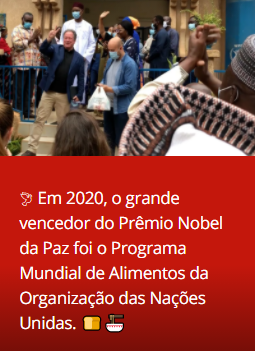 🕊 Em 2020, o grande
vencedor do Prêmio Nobel
da Paz foi o Programa
Mundial de Alimentos da
Organização das Nações
Unidas. 🍞🍜